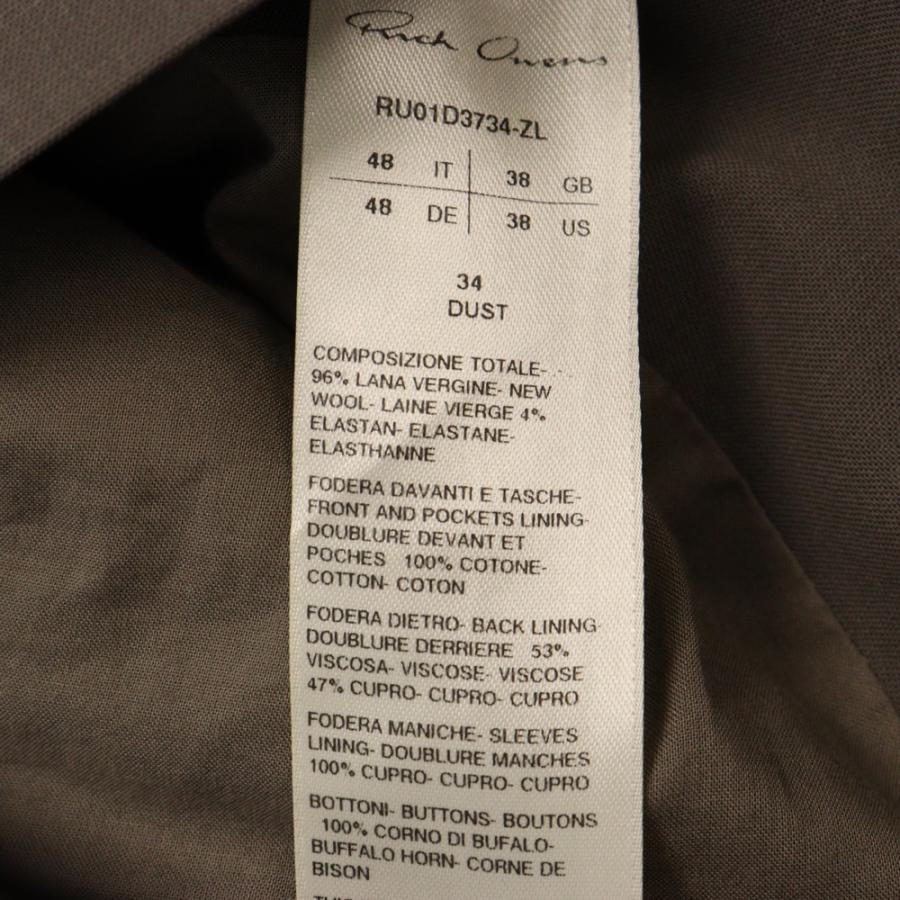 Rick Owens
RU01D3734-ZL
48 IT 38 GB
48 DE 38 US
34
DUST
COMPOSIZIONE TOTALE-
96% LANA VERGINE- NEW
WOOL- LAINE VIERGE 4%
ELASTAN- ELASTANE-
ELASTHANNE
FODERA DAVANTI E TASCHE-
FRONT AND POCKETS LINING-
DOUBLURE DEVANT ET
POCHES 100% COTONE-
COTTON- COTON
FODERA DIETRO- BACK LINING-
DOUBLURE DERRIERE 53%
VISCOSA- VISCOSE- VISCOSE
47% CUPRO- CUPRO- CUPRO
FODERA MANICHE- SLEEVES
LINING- DOUBLURE MANCHES
100% CUPRO- CUPRO- CUPRO
BOTTONI- BUTTONS- BOUTONS
100% CORNO DI BUFALO-
BUFFALO HORN- CORNE DE
BISON